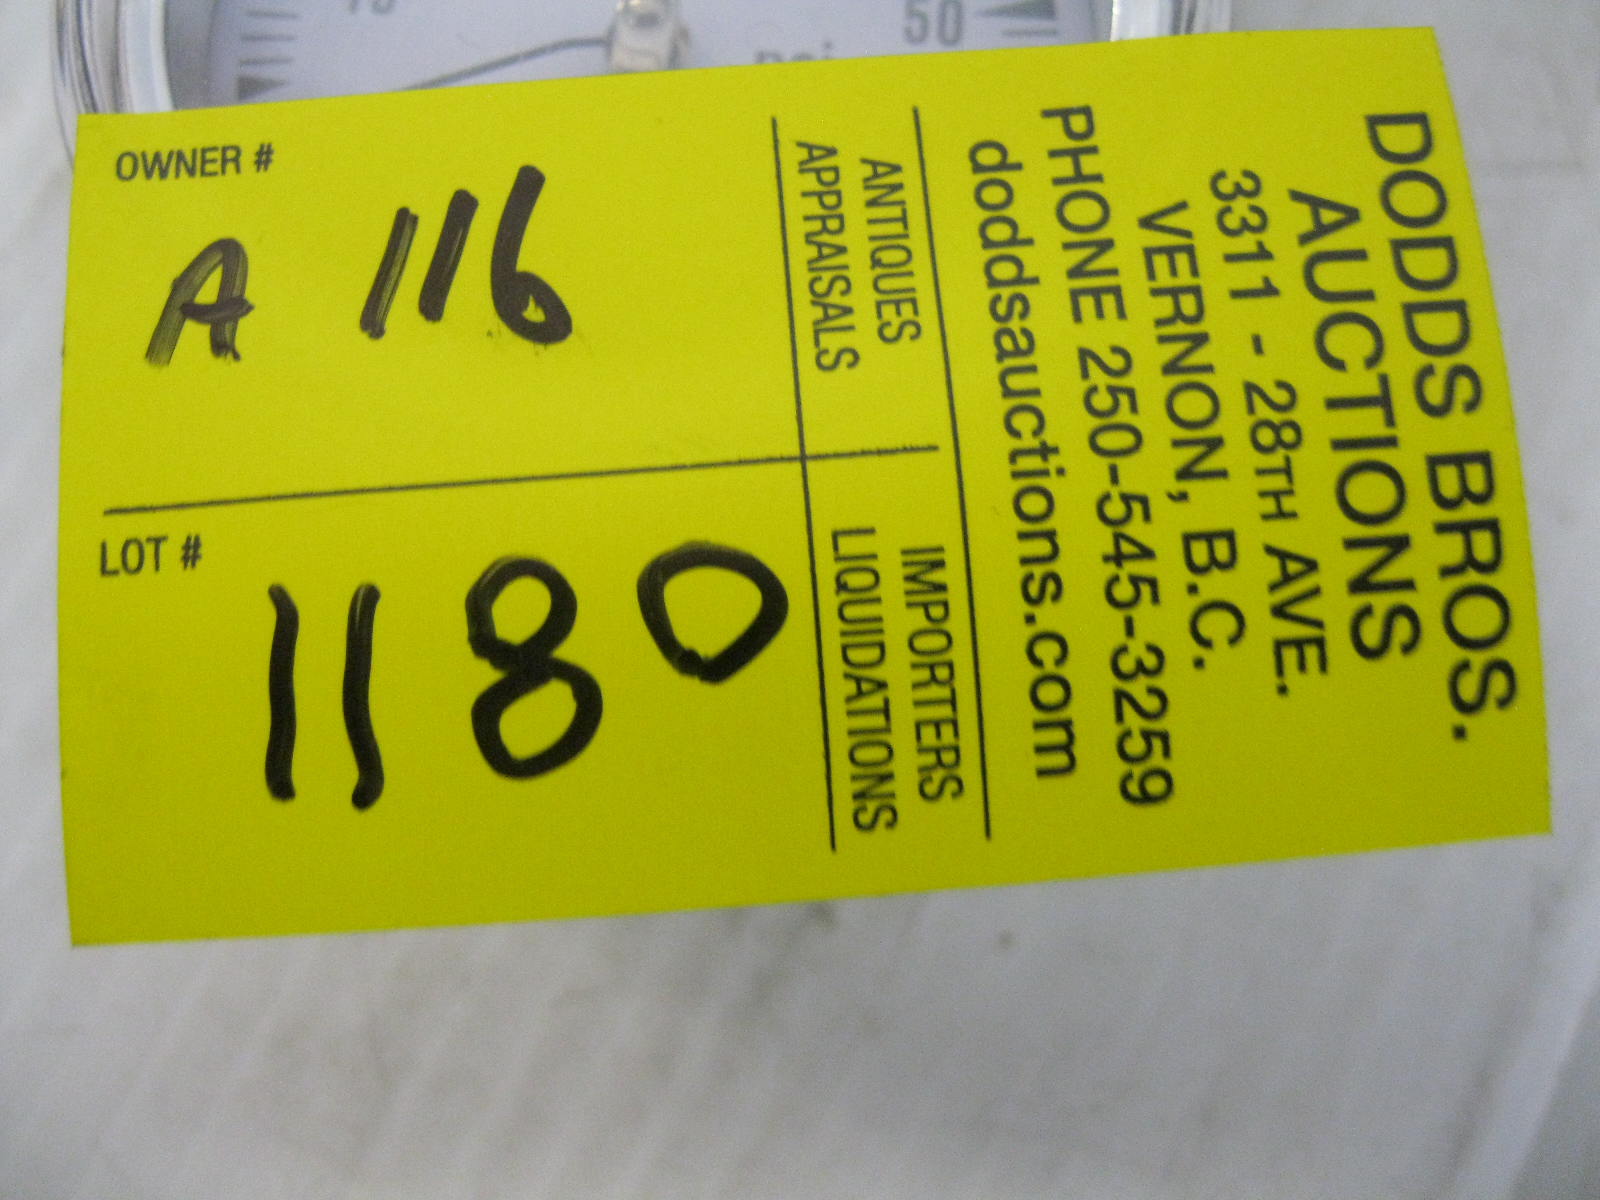 50
psi
DODDS BROS.
AUCTIONS
3311 - 28TH AVE.
VERNON, B.C.
PHONE 250-545-3259
doddsauctions.com
ANTIQUES
APPRAISALS
IMPORTERS
LIQUIDATIONS
OWNER #
A 116
LOT #
1180